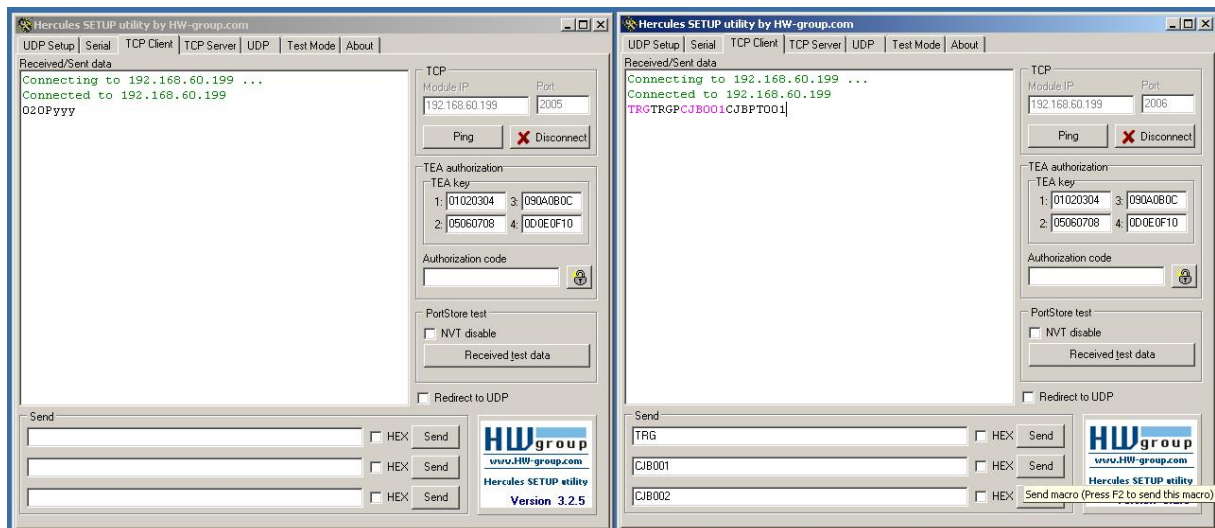 Hercules SETUP utility by HW-group.com
UDP Setup Serial TCP Client TCP Server UDP Test Mode About
Received/Sent data
Connecting to 192.168.60.199 ...
Connected to 192.168.60.199
020Pyyy
TCP
Module IP Port
192.168.60.199 2005
Ping Disconnect
TEA authorization
TEA key
1: 01020304 3: 090A0B0C
2: 05060708 4: 0D0E0F10
Authorization code
PortStore test
NVT disable
Received test data
Redirect to UDP
Send
HEX Send
HEX Send
HEX Send
HWgroup
www.HW-group.com
Hercules SETUP utility
Version 3.2.5
Hercules SETUP utility by HW-group.com
UDP Setup Serial TCP Client TCP Server UDP Test Mode About
Received/Sent data
Connecting to 192.168.60.199 ...
Connected to 192.168.60.199
TRGTRGPCJB001CJBPT001
TCP
Module IP Port
192.168.60.199 2006
Ping Disconnect
TEA authorization
TEA key
1: 01020304 3: 090A0B0C
2: 05060708 4: 0D0E0F10
Authorization code
PortStore test
NVT disable
Received test data
Redirect to UDP
Send
TRG HEX Send
CJB001 HEX Send
CJB002 HEX
HWgroup
www.HW-group.com
Hercules SETUP utility
Send macro (Press F2 to send this macro)